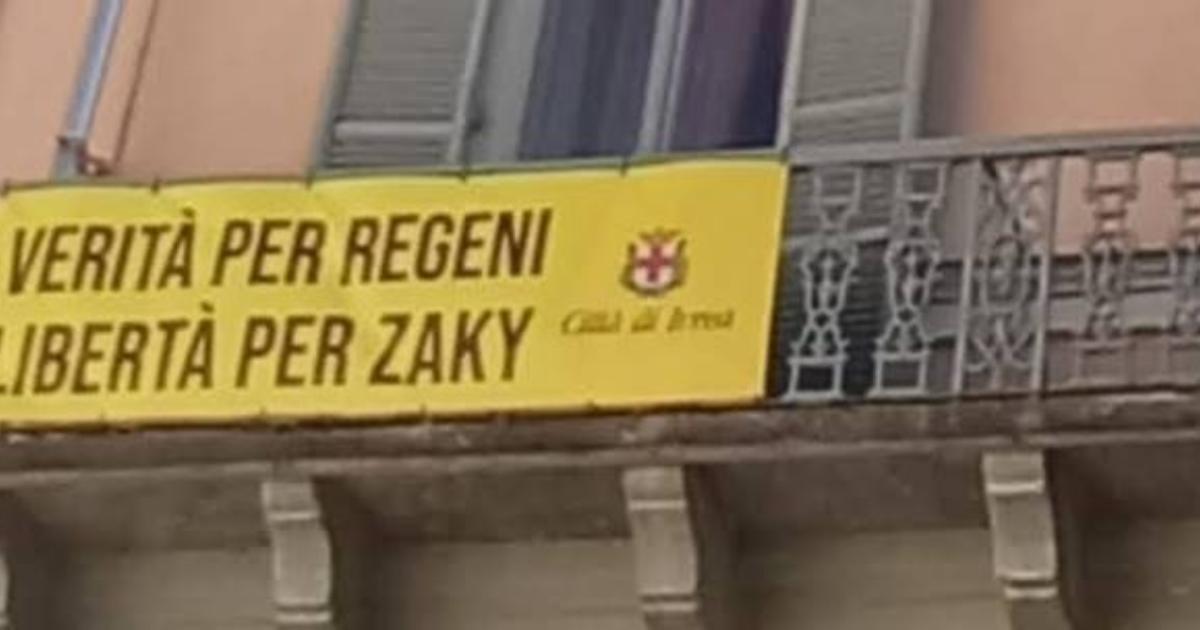 VERITÀ PER REGENI
LIBERTÀ PER ZAKY
Città di Ivrea